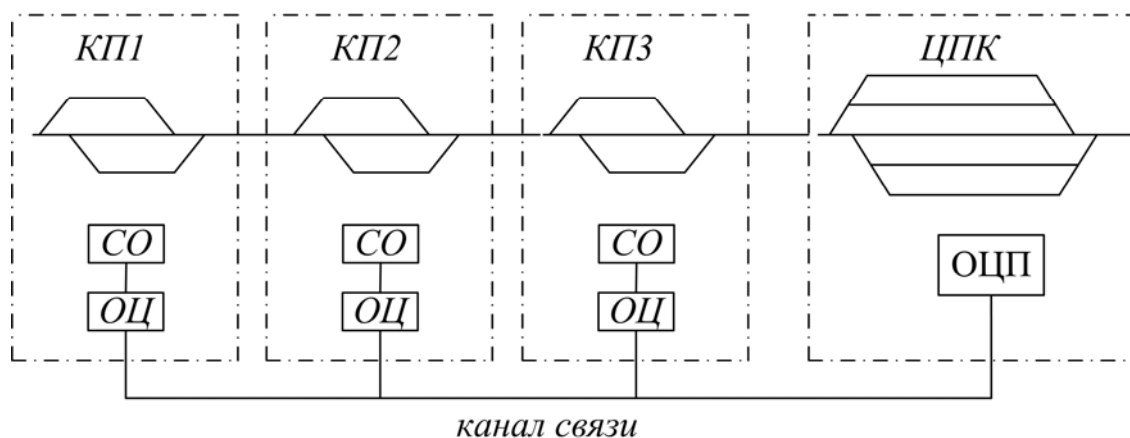 КП1 КП2 КП3 ЦПК
СО СО СО ОЦП
ОЦ ОЦ ОЦ
канал связи